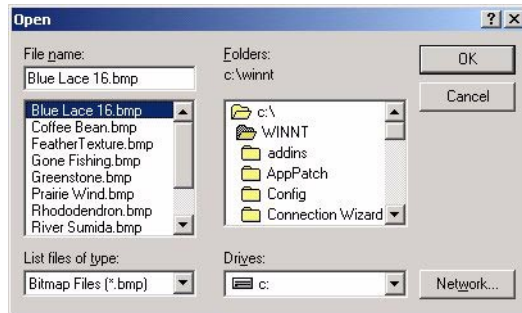 Open
File name:
Blue Lace 16.bmp
Blue Lace 16.bmp
Coffee Bean.bmp
FeatherTexture.bmp
Gone Fishing.bmp
Greenstone.bmp
Prairie Wind.bmp
Rhododendron.bmp
River Sumida.bmp
List files of type:
Bitmap Files (*.bmp)
Folders:
c:\winnt
c:\
WINNT
addins
AppPatch
Config
Connection Wizard
Drives:
c:
OK
Cancel
Network...